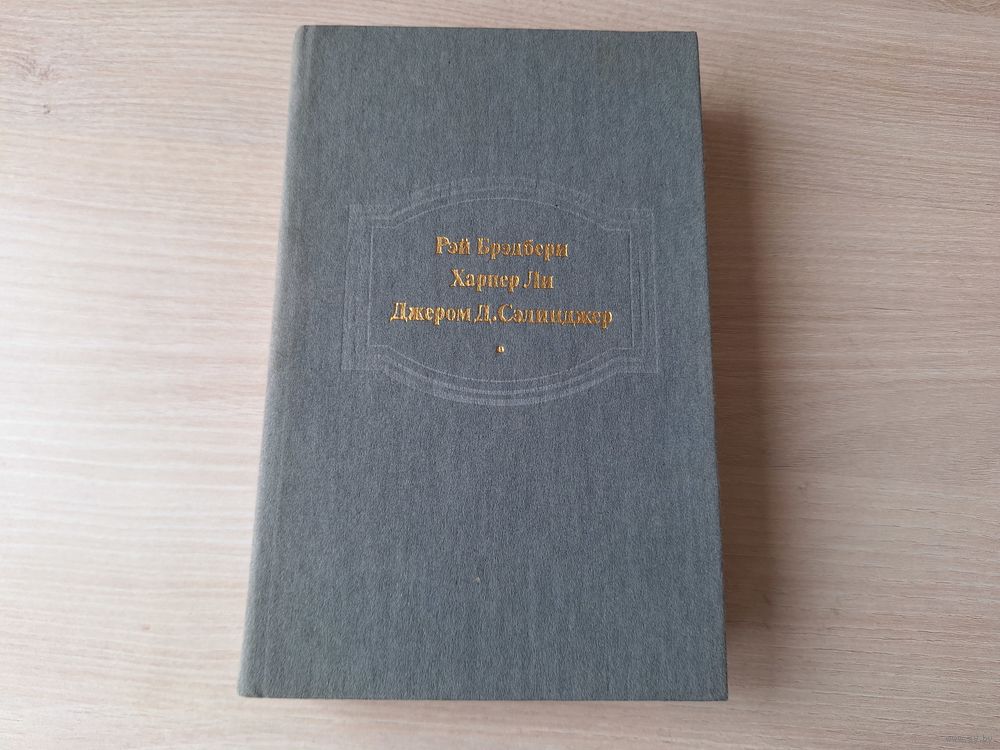 Рэй Брэдбери
Харпер Ли
Джером Д. Сэлинджер